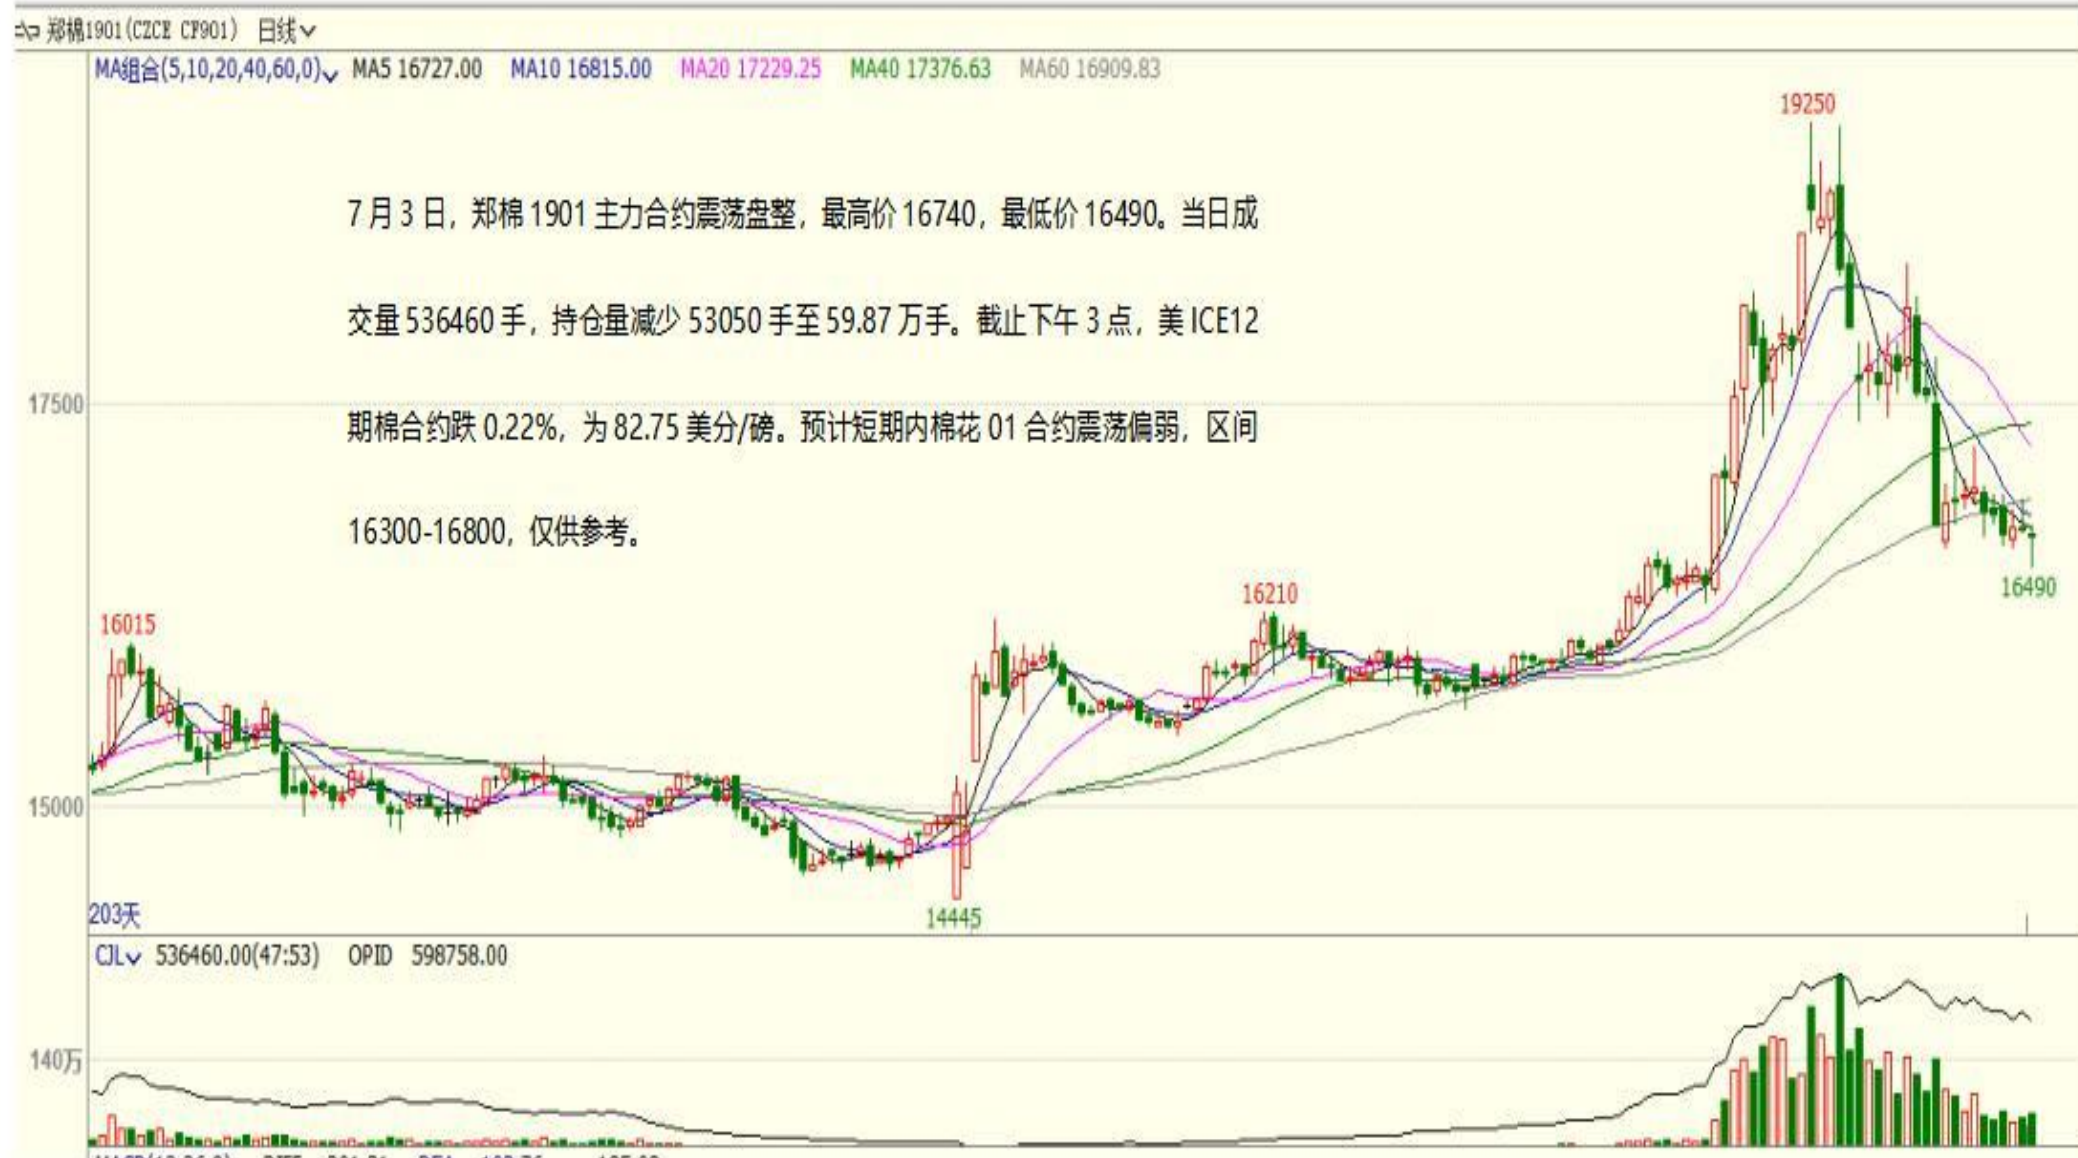 郑棉1901(CZCE CF901) 日线
MA组合(5,10,20,40,60,0) MA5 16727.00 MA10 16815.00 MA20 17229.25 MA40 17376.63 MA60 16909.83
19250
7月3日，郑棉1901主力合约震荡盘整，最高价16740，最低价16490。当日成
交量536460手，持仓量减少53050手至59.87万手。截止下午3点，美ICE12
17500
期棉合约跌0.22%，为82.75美分/磅。预计短期内棉花01合约震荡偏弱，区间
16300-16800，仅供参考。
16490
16210
16015
15000
203天
14445
CJL 536460.00(47:53) OPID 598758.00
140万